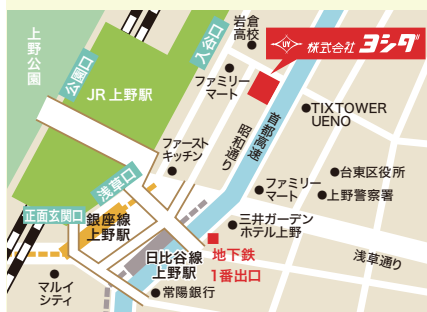 岩倉
高校
UV
株式会社 ヨシダ
上野公園
公園口
入谷口
JR上野駅
ファミリー
マート
首都高速
昭和通り
TIXTOWER
UENO
ファースト
キッチン
浅草口
台東区役所
ファミリー
マート
上野警察署
正面玄関口
銀座線
上野駅
三井ガーデン
ホテル上野
日比谷線
上野駅
地下鉄
1番出口
浅草通り
マルイ
シティ
常陽銀行